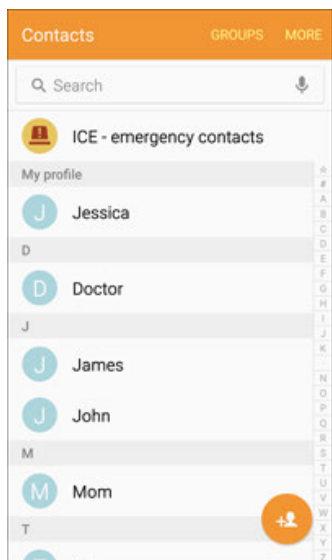 Contacts GROUPS MORE
Search
ICE - emergency contacts
My profile
J Jessica
D
D Doctor
J
J James
J John
M
M Mom
T
#
A
B
C
D
E
F
G
H
I
J
K
N
O
P
Q
R
S
T
U
V
W
X
Y
Z